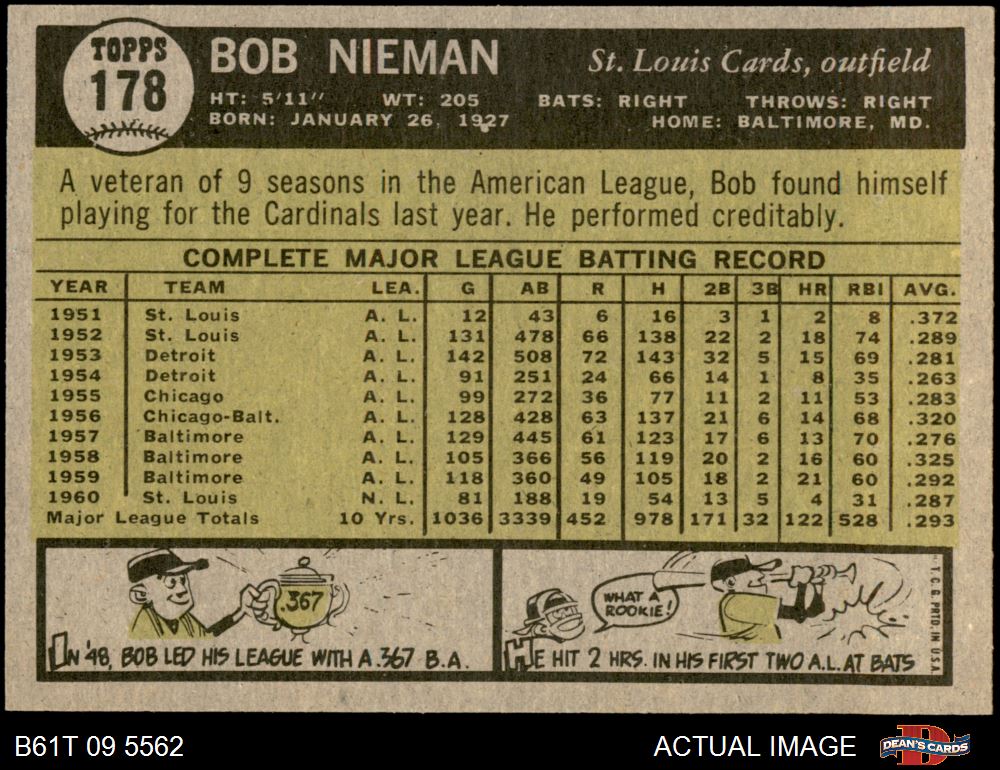 TOPPS
178
BOB NIEMAN St. Louis Cards, outfield
HT: 5'11" WT: 205 BATS: RIGHT THROWS: RIGHT
BORN: JANUARY 26, 1927 HOME: BALTIMORE, MD.
A veteran of 9 seasons in the American League, Bob found himself
playing for the Cardinals last year. He performed creditably.
COMPLETE MAJOR LEAGUE BATTING RECORD
YEAR TEAM LEA. G AB R H 2B 3B HR RBI AVG.
1951 St. Louis A. L. 12 43 6 16 3 1 2 8 .372
1952 St. Louis A. L. 131 478 66 138 22 2 18 74 .289
1953 Detroit A. L. 142 508 72 143 32 5 15 69 .281
1954 Detroit A. L. 91 251 24 66 14 1 8 35 .263
1955 Chicago A. L. 99 272 36 77 11 2 11 53 .283
1956 Chicago-Balt. A. L. 128 428 63 137 21 6 14 68 .320
1957 Baltimore A. L. 129 445 61 123 17 6 13 70 .276
1958 Baltimore A. L. 105 366 56 119 20 2 16 60 .325
1959 Baltimore A. L. 118 360 49 105 18 2 21 60 .292
1960 St. Louis N. L. 81 188 19 54 13 5 4 31 .287
Major League Totals 10 Yrs. 1036 3339 452 978 171 32 122 528 .293
.367
IN '48, BOB LED HIS LEAGUE WITH A .367 B.A.
WHAT A
ROOKIE!
HE HIT 2 HRS. IN HIS FIRST TWO A.L. AT BATS
T. C. G. PRTD. IN U.S.A.
B61T 09 5562
ACTUAL IMAGE
DEAN'S CARDS